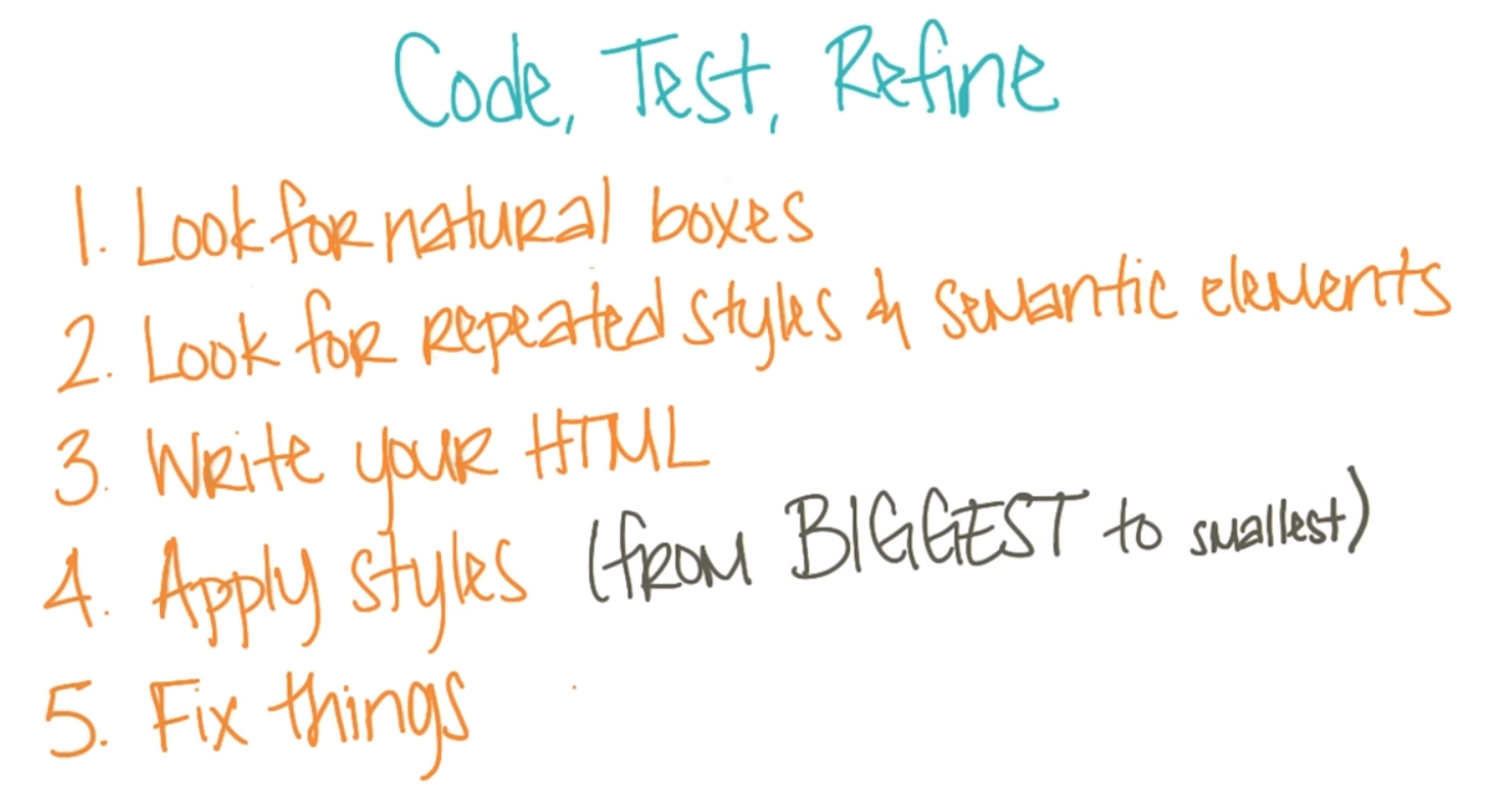 Code, Test, Refine
1. Look for natural boxes
2. Look for repeated styles & semantic elements
3. Write your HTML
4. Apply styles (from BIGGEST to smallest)
5. Fix things